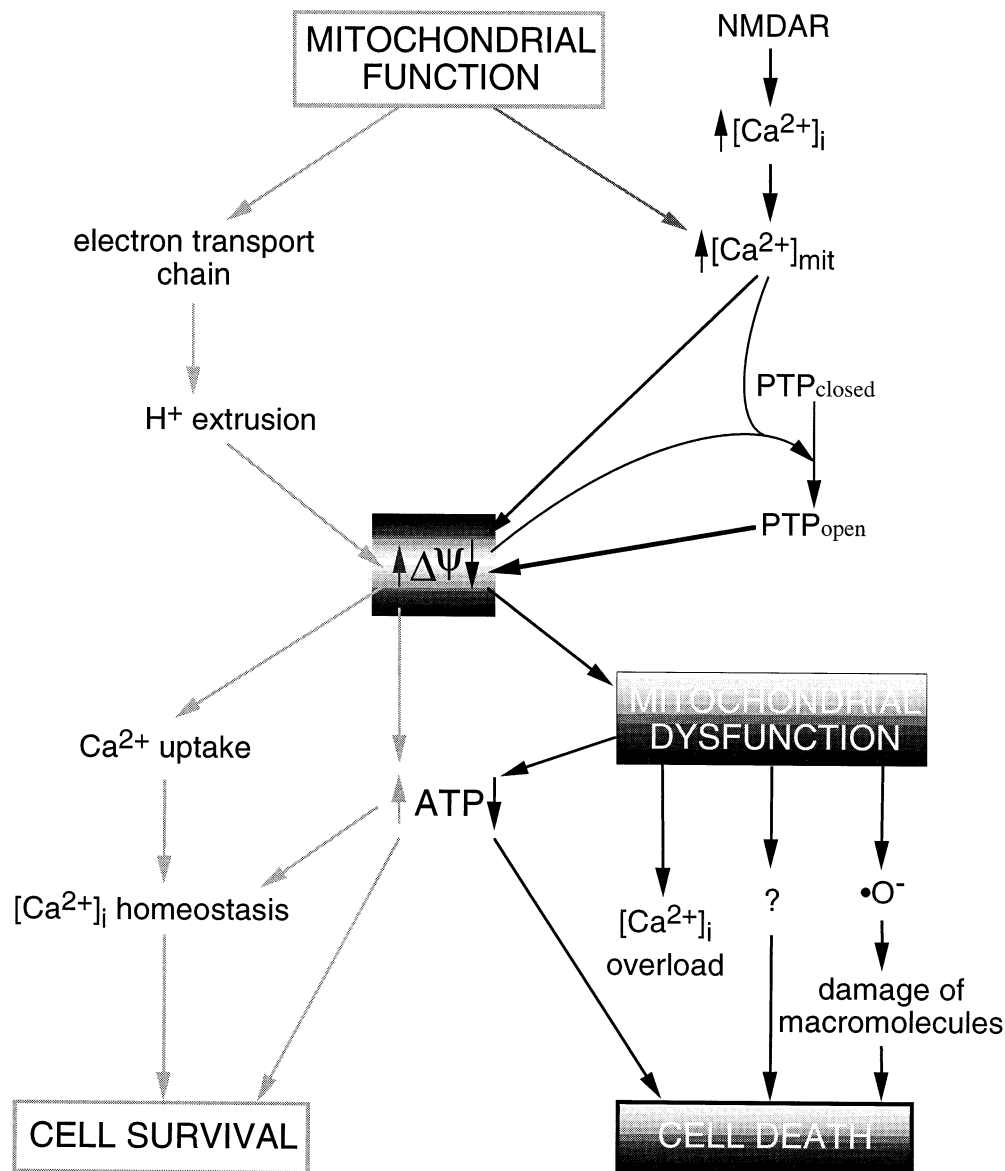 MITOCHONDRIAL
FUNCTION
NMDAR
[Ca²⁺]ᵢ
electron transport
chain
[Ca²⁺]mit
PTPclosed
H⁺ extrusion
PTPopen
ΔΨ
MITOCHONDRIAL
DYSFUNCTION
Ca²⁺ uptake
ATP
[Ca²⁺]ᵢ homeostasis
[Ca²⁺]ᵢ
overload
?
•O⁻
damage of
macromolecules
CELL SURVIVAL
CELL DEATH